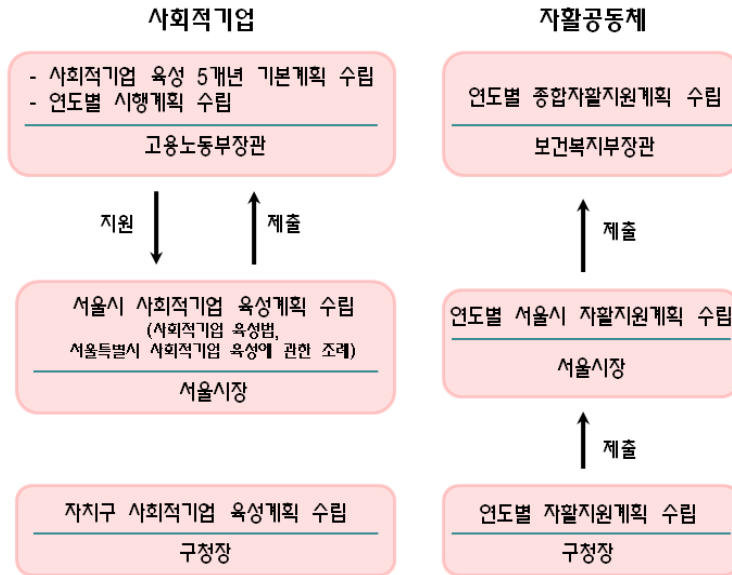 사회적기업
- 사회적기업 육성 5개년 기본계획 수립
- 연도별 시행계획 수립
고용노동부장관
지원
제출
서울시 사회적기업 육성계획 수립
(사회적기업 육성법,
서울특별시 사회적기업 육성에 관한 조례)
서울시장
자치구 사회적기업 육성계획 수립
구청장
자활공동체
연도별 종합자활지원계획 수립
보건복지부장관
제출
연도별 서울시 자활지원계획 수립
서울시장
제출
연도별 자활지원계획 수립
구청장